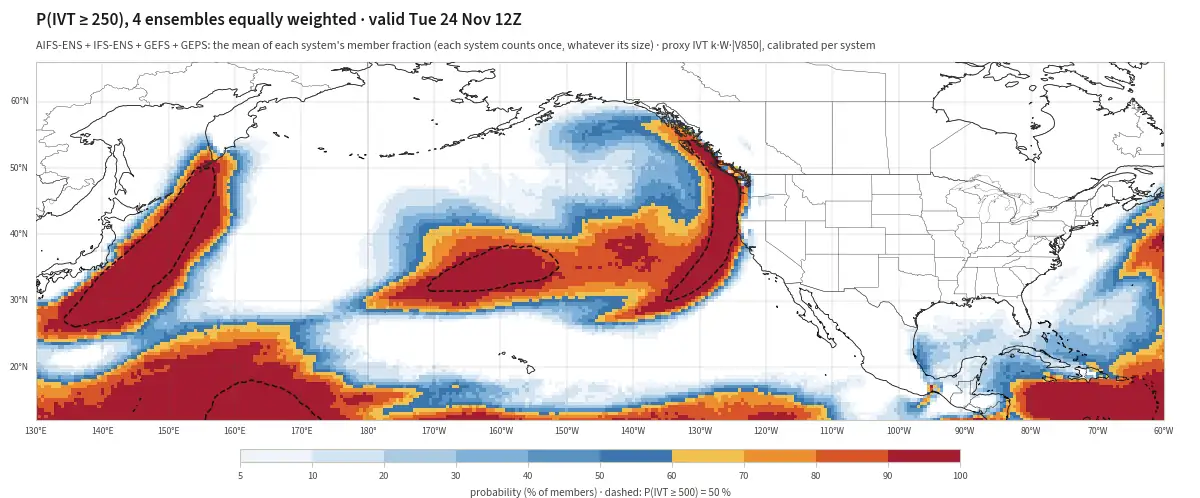 P(IVT ≥ 250), 4 ensembles equally weighted · valid Tue 24 Nov 12Z
AIFS-ENS + IFS-ENS + GEFS + GEPS: the mean of each system's member fraction (each system counts once, whatever its size) · proxy IVT k·W·|V850|, calibrated per system
60°N
50°N
40°N
30°N
20°N
130°E 140°E 150°E 160°E 170°E 180° 170°W 160°W 150°W 140°W 130°W 120°W 110°W 100°W 90°W 80°W 70°W 60°W
5 10 20 30 40 50 60 70 80 90 100
probability (% of members) · dashed: P(IVT ≥ 500) = 50 %